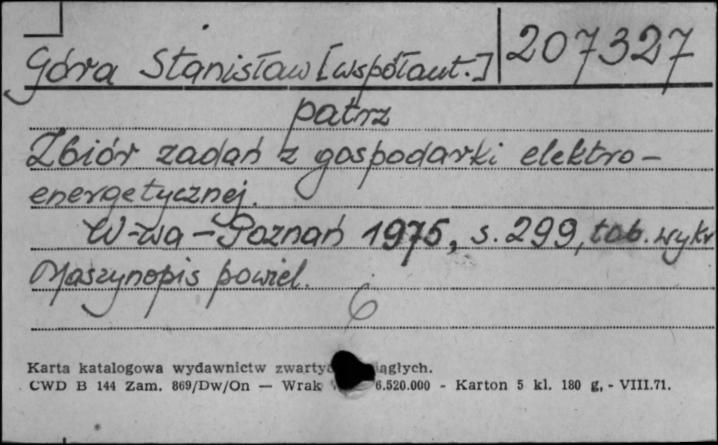 Góra Stanisław [współaut.] 207327
patrz
Zbiór zadań z gospodarki elektro-
energetycznej.
W-wa - Poznań 1975, s. 299, tab. wykr
Maszynopis powiel.
6
Karta katalogowa wydawnictw ciągłych.
CWD B 144 Zam. 869/Dw/On — Wrak 6.520.000 - Karton 5 kl. 180 g, - VIII.71.